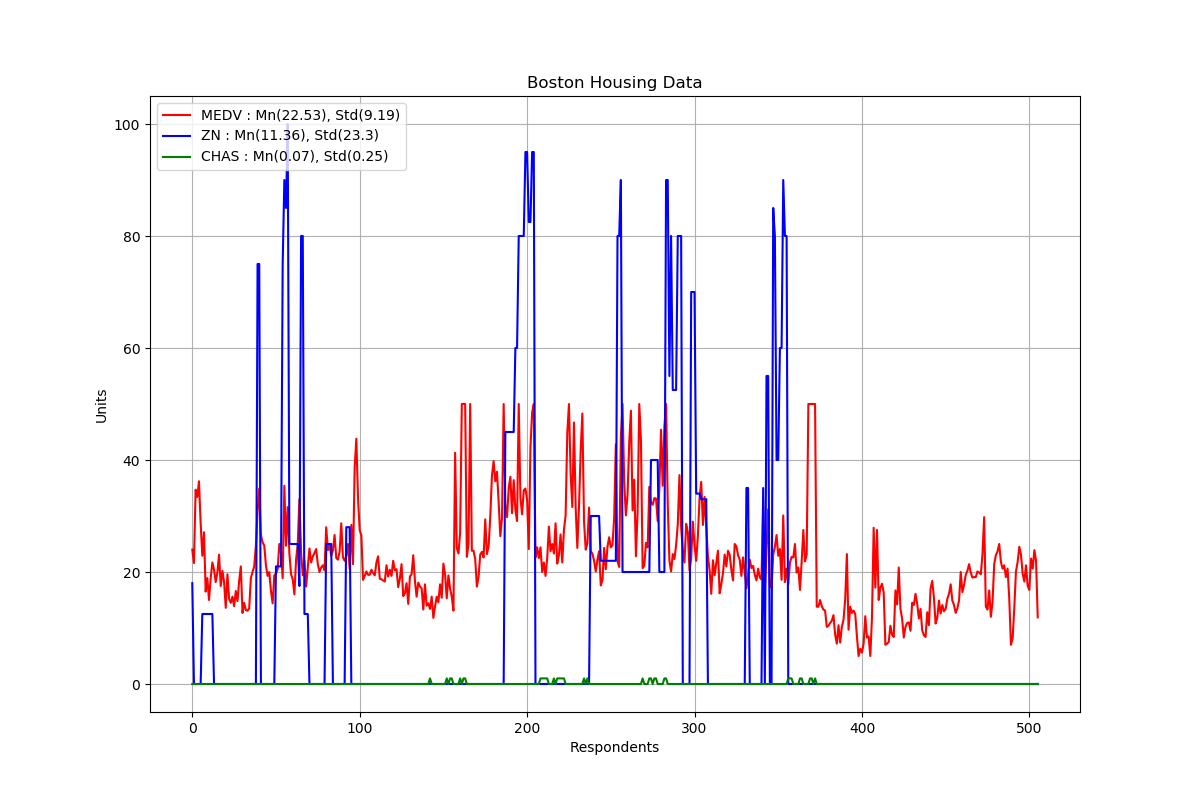 Boston Housing Data
MEDV : Mn(22.53), Std(9.19)
ZN : Mn(11.36), Std(23.3)
CHAS : Mn(0.07), Std(0.25)
100
80
60
40
20
0
Units
0 100 200 300 400 500
Respondents